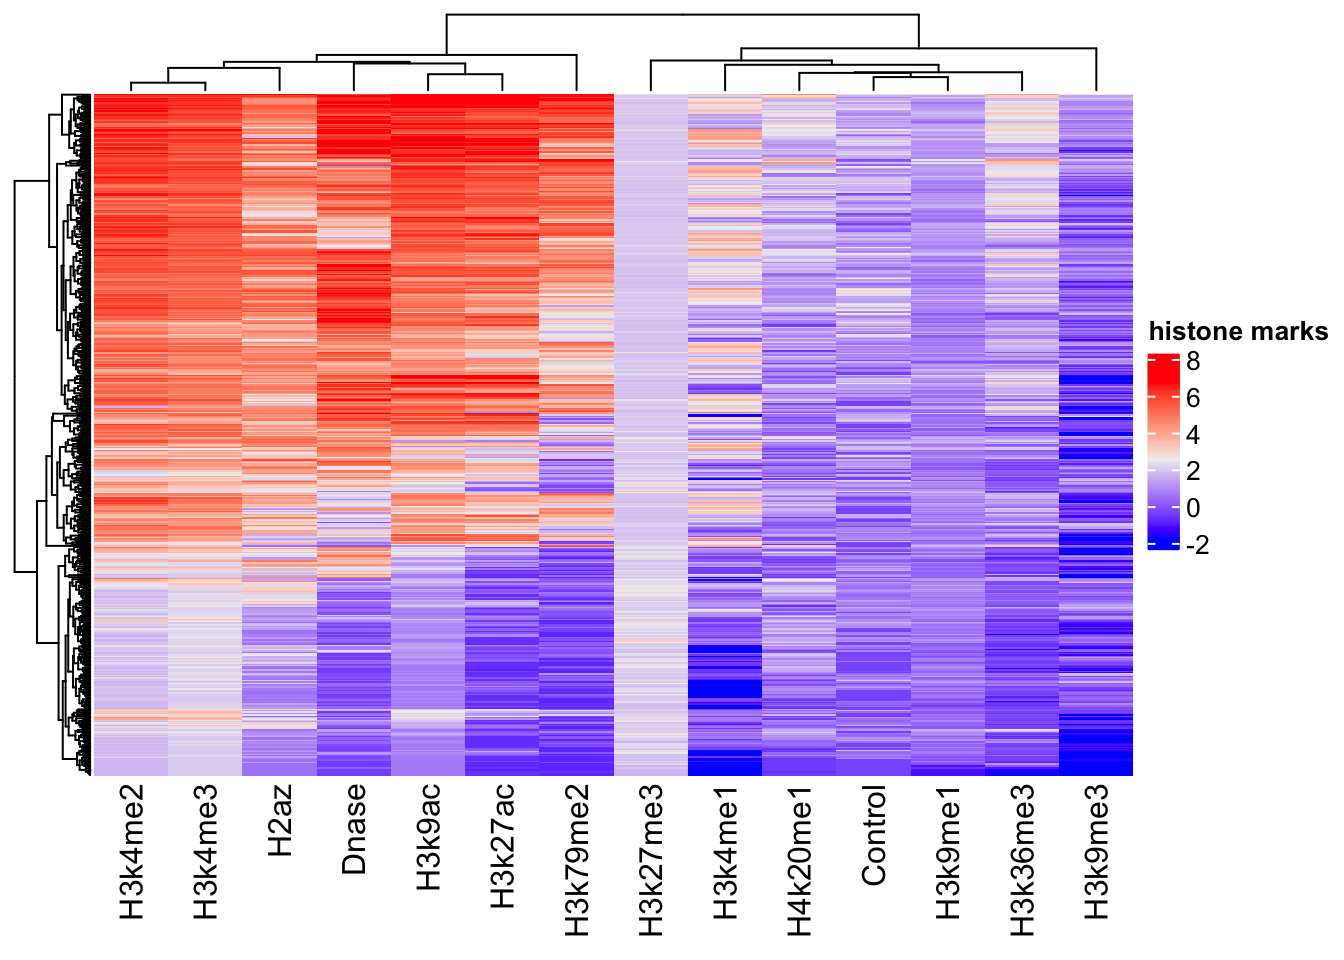 histone marks
8
6
4
2
0
-2
H3k4me2
H3k4me3
H2az
Dnase
H3k9ac
H3k27ac
H3k79me2
H3k27me3
H3k4me1
H4k20me1
Control
H3k9me1
H3k36me3
H3k9me3